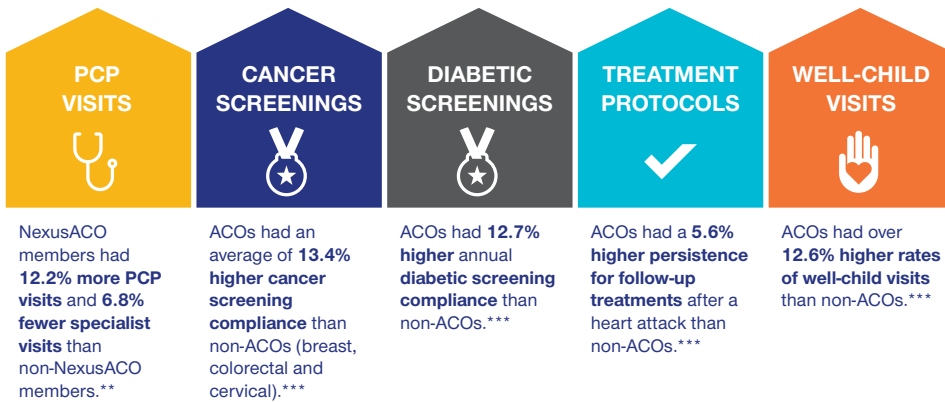 PCP
VISITS
NexusACO
members had
12.2% more PCP
visits and 6.8%
fewer specialist
visits than
non-NexusACO
members.**
CANCER
SCREENINGS
ACOs had an
average of 13.4%
higher cancer
screening
compliance than
non-ACOs (breast,
colorectal and
cervical).***
DIABETIC
SCREENINGS
ACOs had 12.7%
higher annual
diabetic screening
compliance than
non-ACOs.***
TREATMENT
PROTOCOLS
ACOs had a 5.6%
higher persistence
for follow-up
treatments after a
heart attack than
non-ACOs.***
WELL-CHILD
VISITS
ACOs had over
12.6% higher rates
of well-child visits
than non-ACOs.***